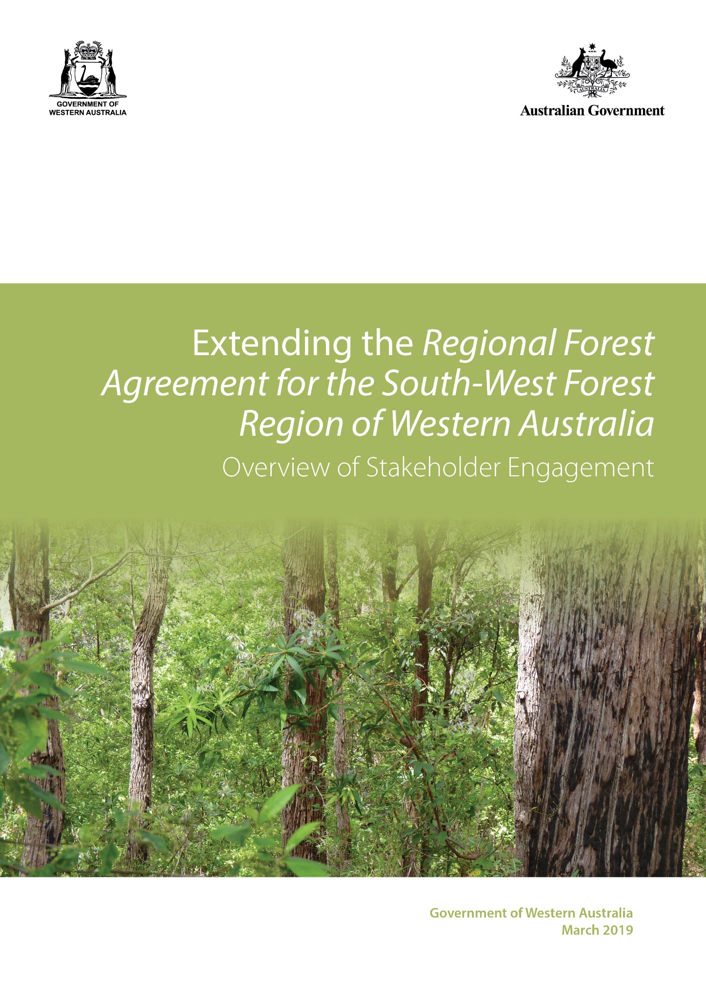 GOVERNMENT OF
WESTERN AUSTRALIA
AUSTRALIA
Australian Government
Extending the Regional Forest
Agreement for the South-West Forest
Region of Western Australia
Overview of Stakeholder Engagement
Government of Western Australia
March 2019